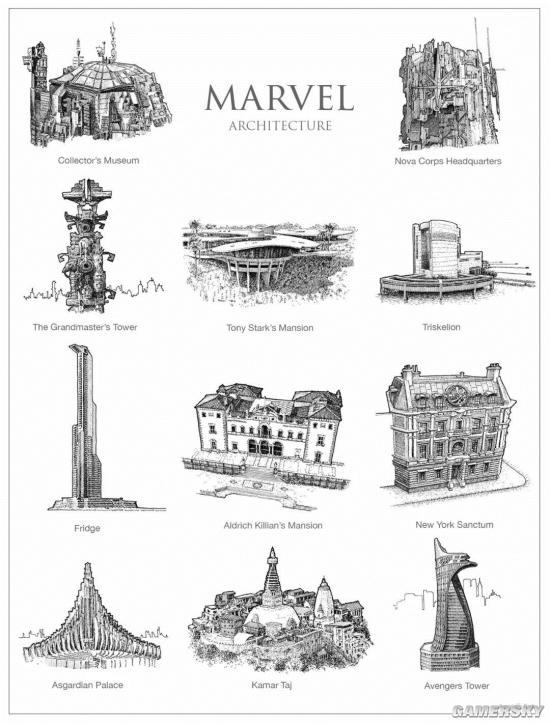 MARVEL
ARCHITECTURE
Collector's Museum
Nova Corps Headquarters
The Grandmaster's Tower
Tony Stark's Mansion
Triskelion
Fridge
Aldrich Killian's Mansion
New York Sanctum
Asgardian Palace
Kamar Taj
Avengers Tower
GAMERSKY